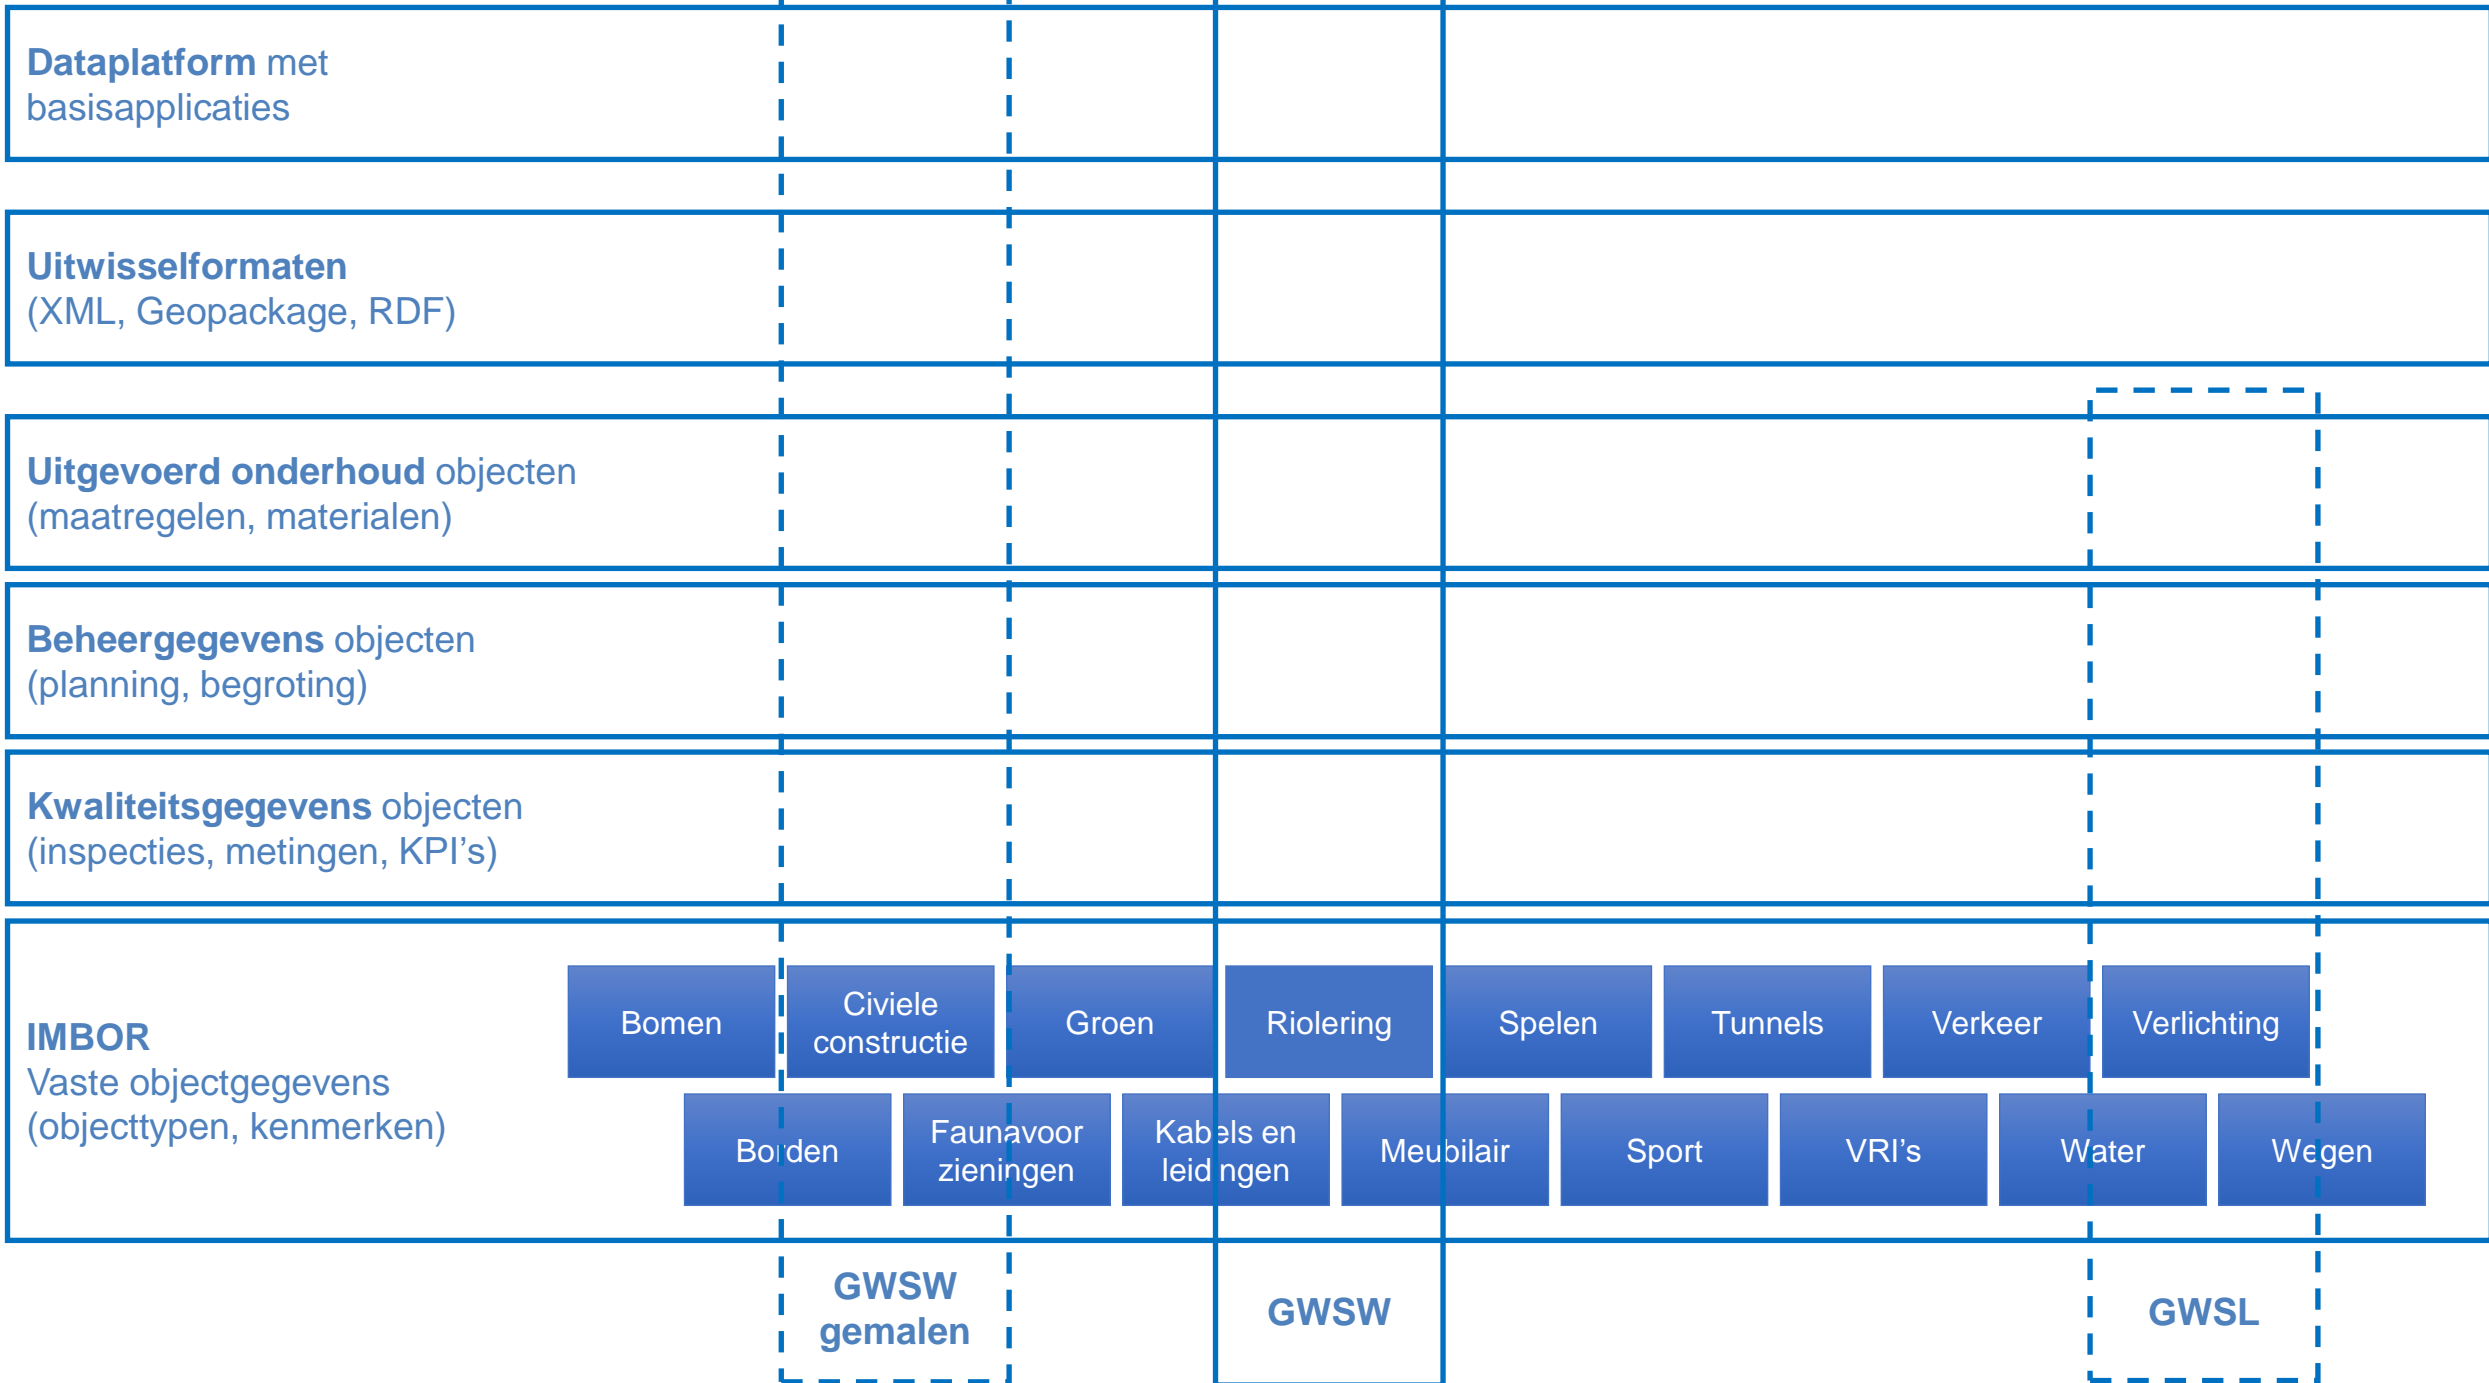 Dataplatform met
basisapplicaties
Uitwisselformaten
(XML, Geopackage, RDF)
Uitgevoerd onderhoud objecten
(maatregelen, materialen)
Beheergegevens objecten
(planning, begroting)
Kwaliteitsgegevens objecten
(inspecties, metingen, KPI's)
IMBOR
Vaste objectgegevens
(objecttypen, kenmerken)
Bomen
Civiele
constructie
Groen
Riolering
Spelen
Tunnels
Verkeer
Verlichting
Borden
Faunavoor
zieningen
Kabels en
leidingen
Meubilair
Sport
VRI's
Water
Wegen
GWSW
gemalen
GWSW
GWSL